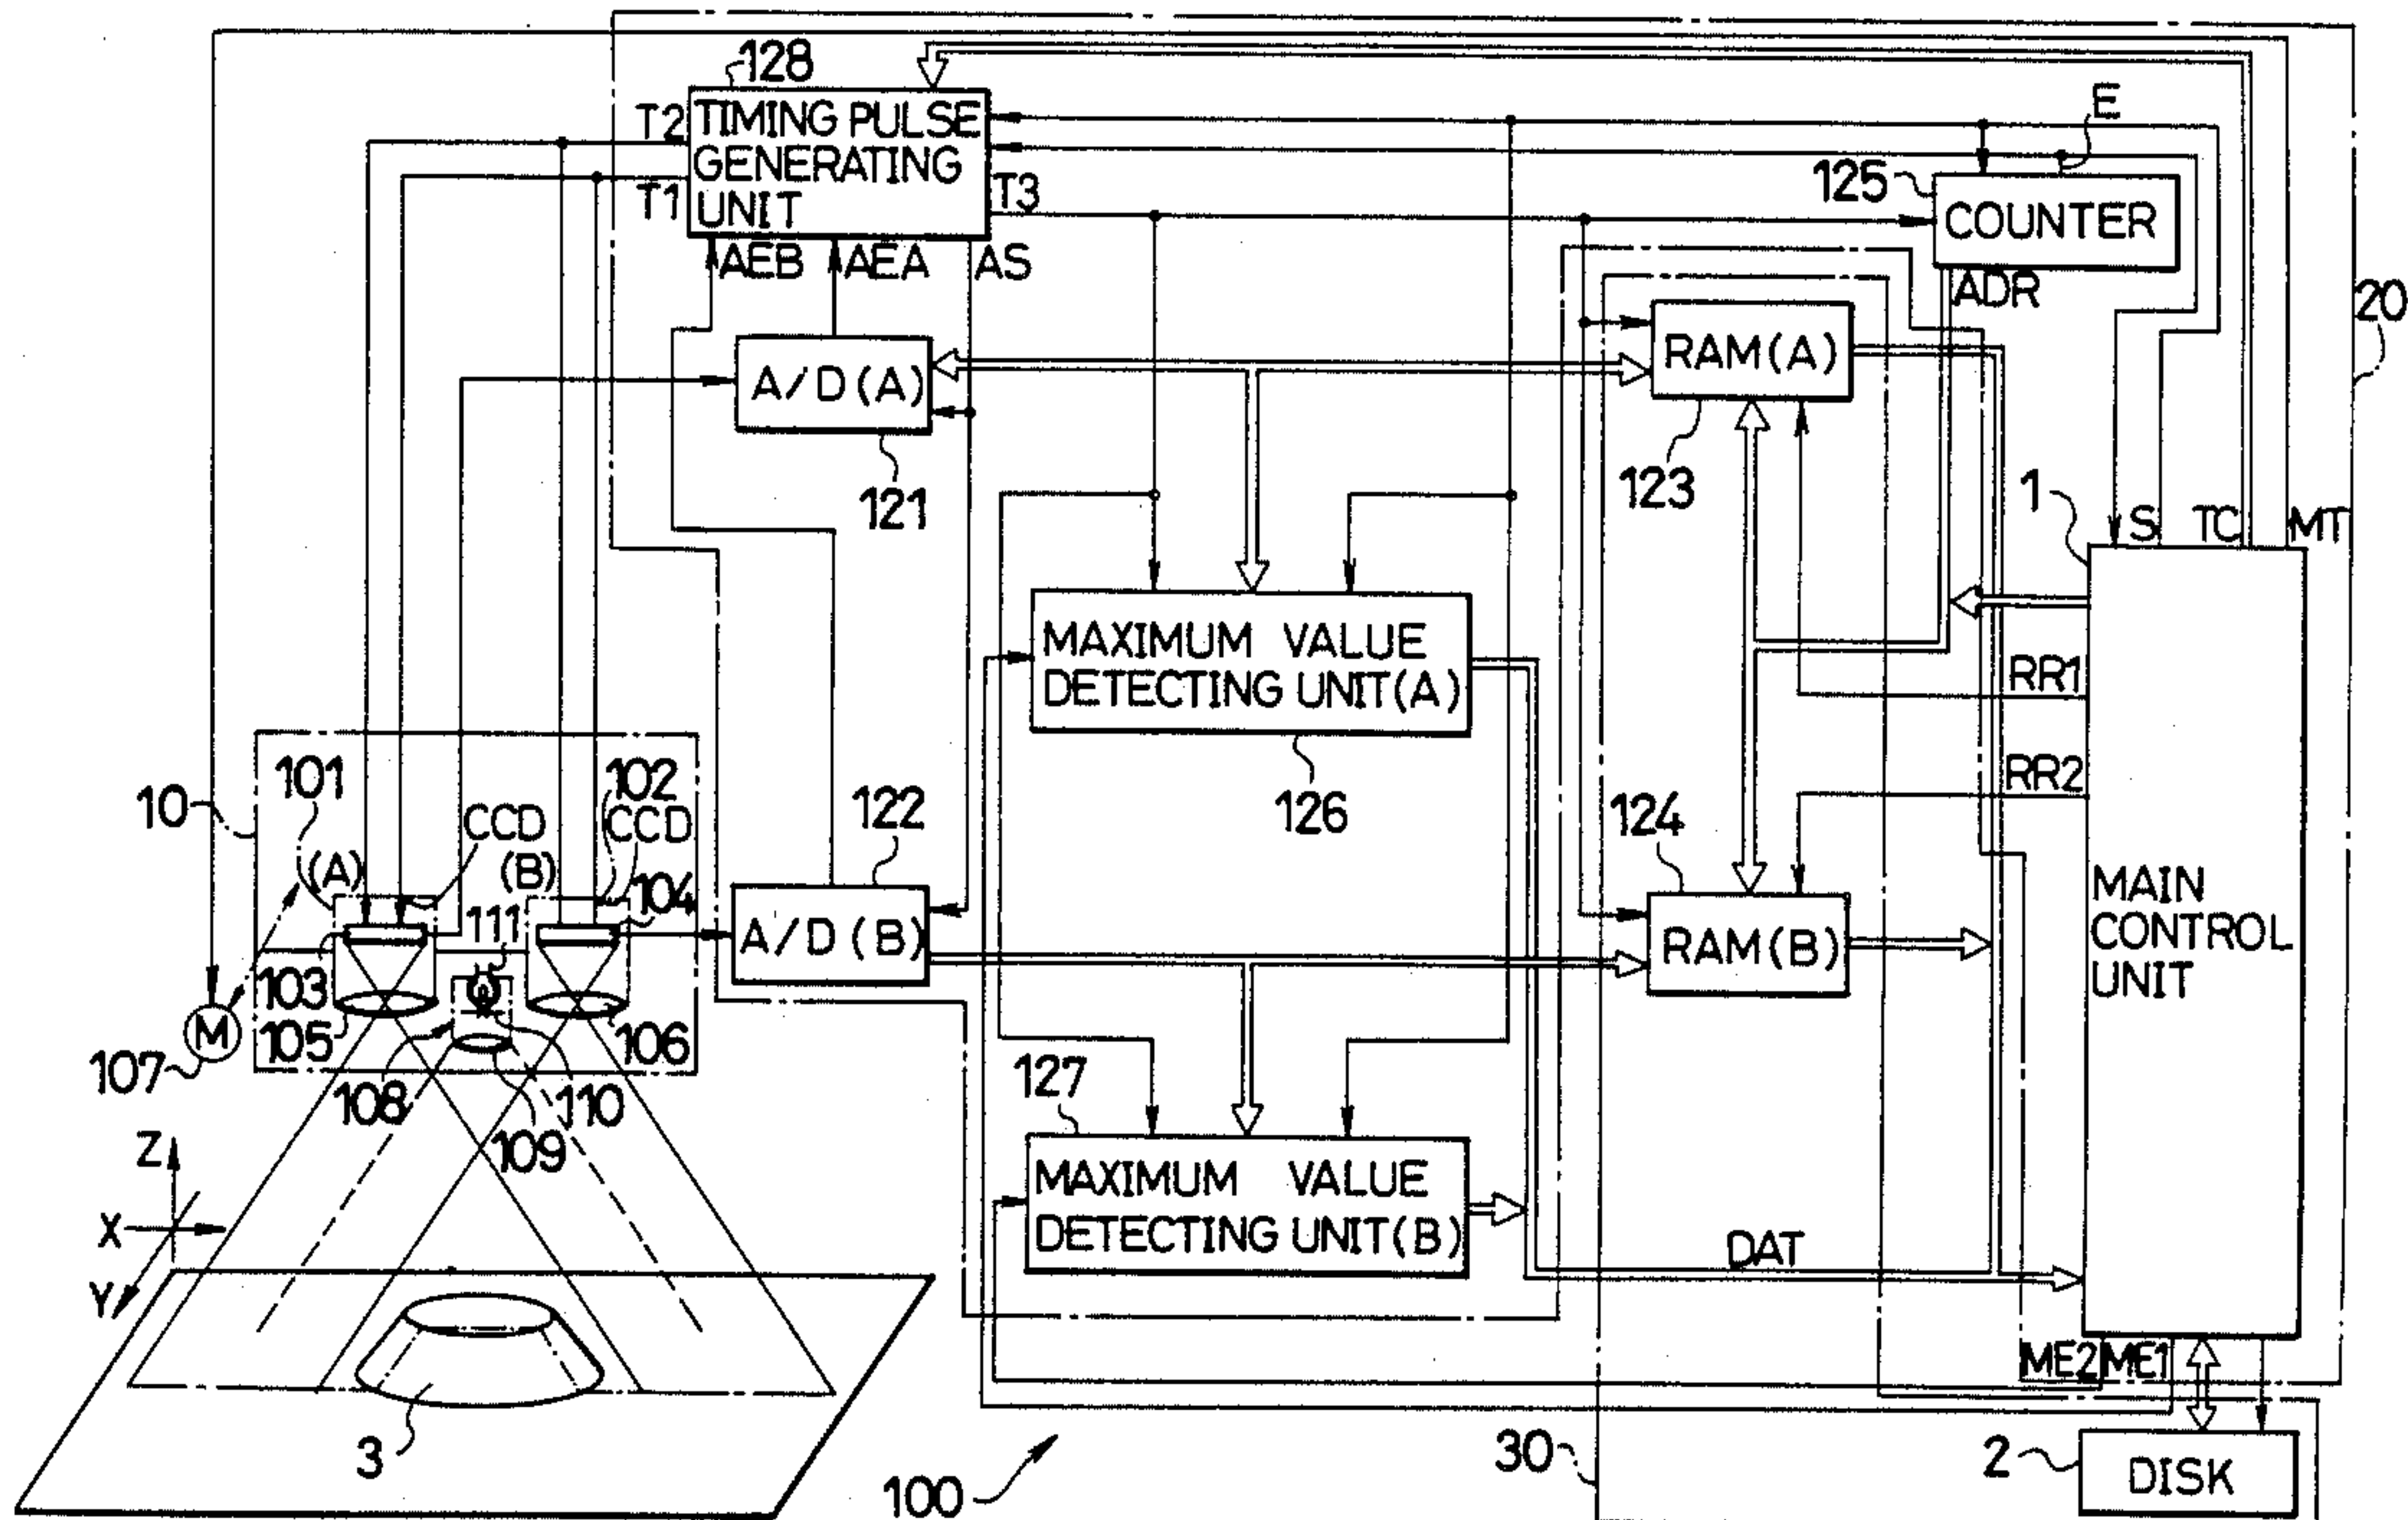 128
T2
TIMING PULSE
GENERATING
UNIT
T1
T3
AEB
AEA
AS
E
125
COUNTER
ADR
20
A/D (A)
121
RAM(A)
123
1
S
TC
MT
MAXIMUM VALUE
DETECTING UNIT(A)
126
RR1
RR2
MAIN
CONTROL
UNIT
10
101
102
CCD
CCD
(A)
(B)
104
111
103
105
M
107
108
106
110
109
122
A/D (B)
124
RAM(B)
127
MAXIMUM VALUE
DETECTING UNIT(B)
DAT
Z
X
Y
3
ME2
ME1
100
30
2
DISK